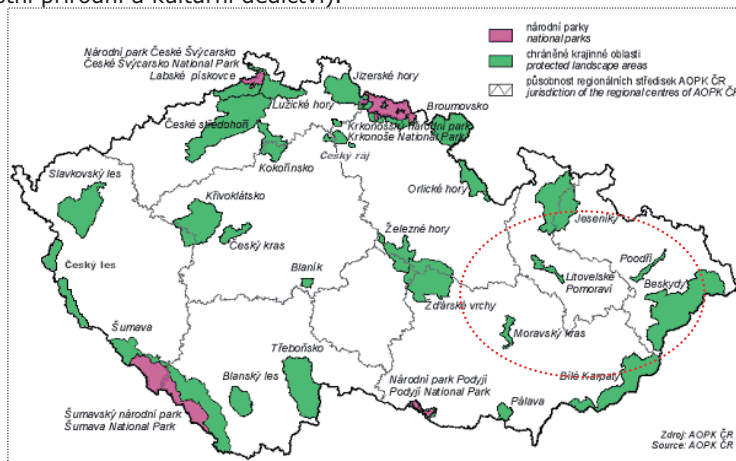 stní přírodní a kulturní dědictví).
národní parky
national parks
chráněné krajinné oblasti
protected landscape areas
působnost regionálních středisek AOPK ČR
jurisdiction of the regional centres of AOPK ČR
Národní park České Švýcarsko
České Švýcarsko National Park
Labské pískovce
Jizerské hory
Lužické hory
Broumovsko
České středohoří
Krkonošský národní park
Krkonoše National Park
Český ráj
Kokořínsko
Slavkovský les
Křivoklátsko
Orlické hory
Jeseníky
Český kras
Železné hory
Český les
Blaník
Litovelské
Pomoraví
Poodří
Beskydy
Žďárské vrchy
Šumava
Moravský kras
Třeboňsko
Blanský les
Národní park Podyjí
Podyjí National Park
Bílé Karpaty
Pálava
Šumavský národní park
Šumava National Park
Zdroj: AOPK ČR
Source: AOPK ČR